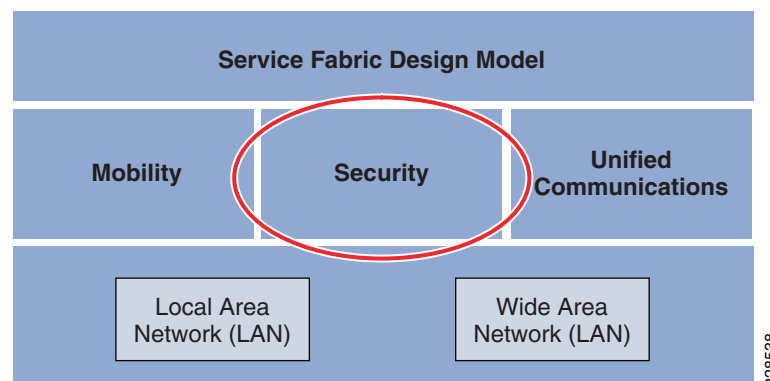 Service Fabric Design Model
Mobility
Security
Unified
Communications
Local Area
Network (LAN)
Wide Area
Network (LAN)